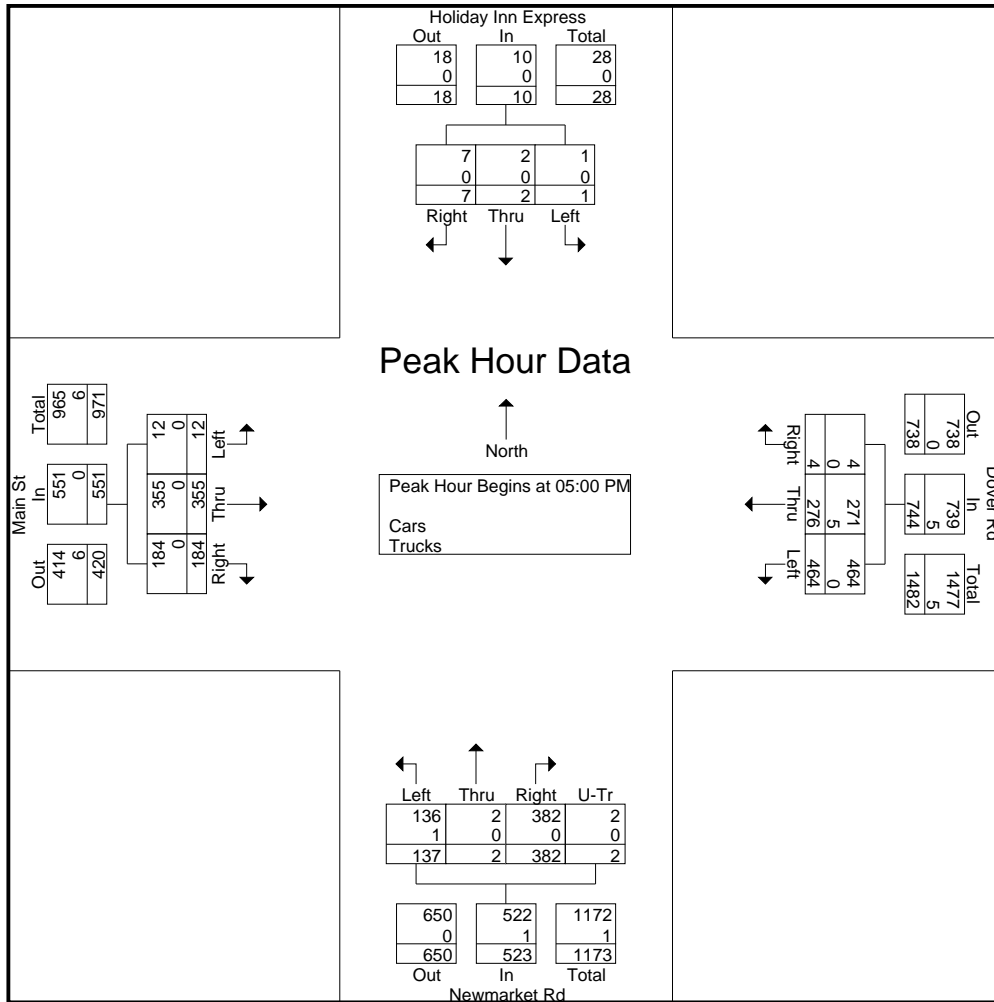 Holiday Inn Express
Out In Total
18 10 28
0 0 0
18 10 28
7 2 1
0 0 0
7 2 1
Right Thru Left
Peak Hour Data
North
Peak Hour Begins at 05:00 PM
Cars
Trucks
Main St
Total
965
6
971
In
551
0
551
Out
414
6
420
12
0
12
Left
355
0
355
Thru
184
0
184
Right
Right
4
0
4
Thru
271
5
276
Left
464
0
464
Rd
Out
738
0
738
In
739
5
744
Total
1477
5
1482
Left Thru Right U-Tr
136 2 382 2
1 0 0 0
137 2 382 2
650 522 1172
0 1 1
650 523 1173
Out In Total
Newmarket Rd